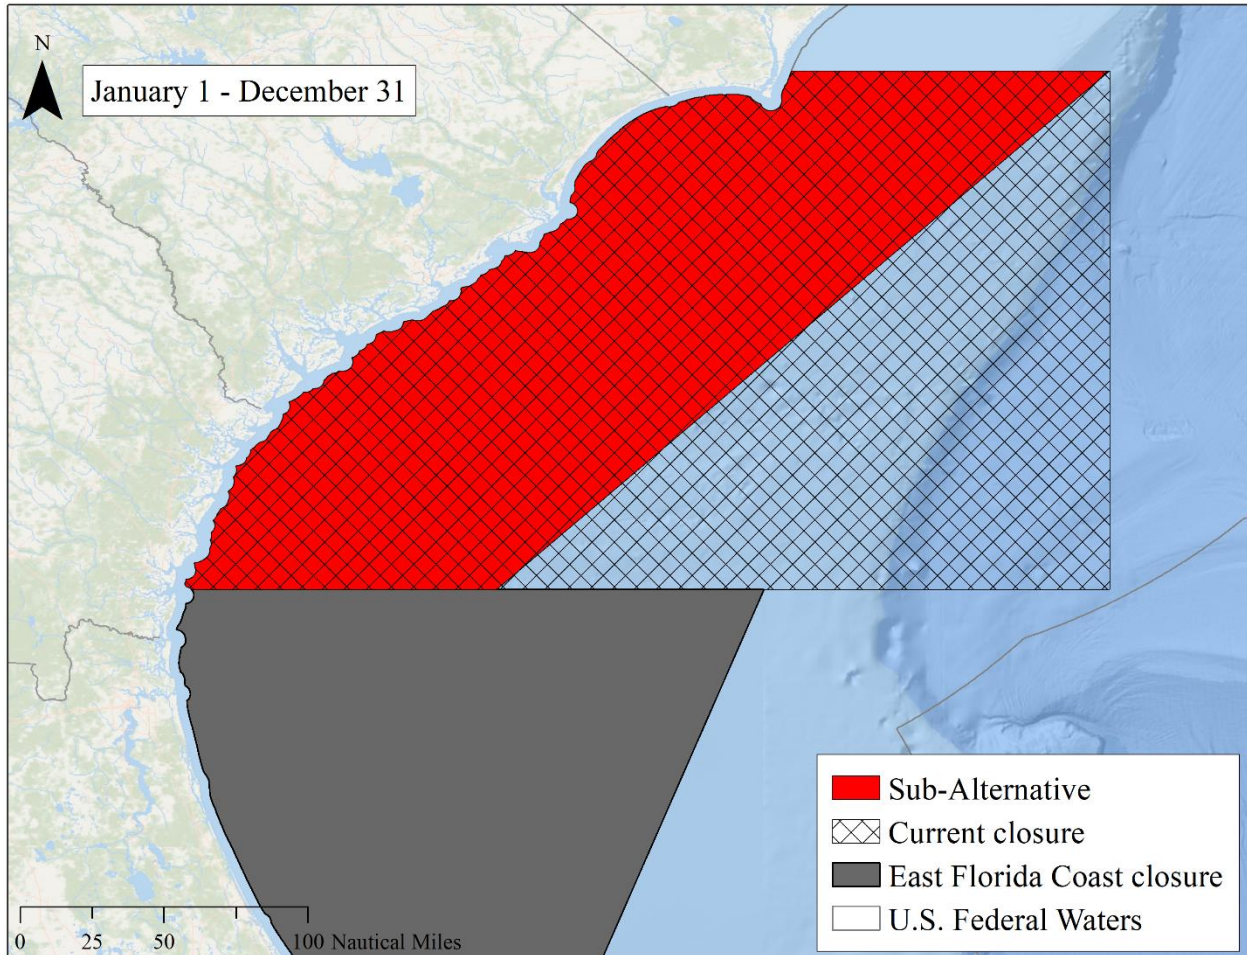 N
January 1 - December 31
Sub-Alternative
Current closure
East Florida Coast closure
U.S. Federal Waters
0 25 50 100 Nautical Miles